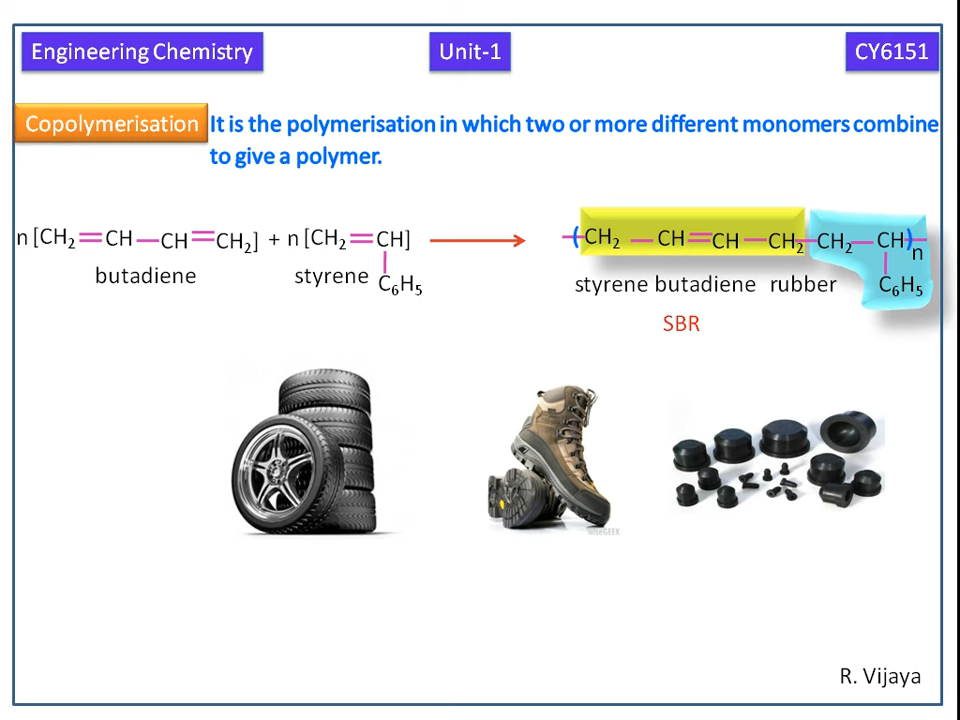 Engineering Chemistry Unit-1 CY6151
Copolymerisation It is the polymerisation in which two or more different monomers combine
to give a polymer.
n [CH₂=CH—CH=CH₂] + n [CH₂=CH] → (CH₂—CH=CH—CH₂—CH₂—CH)n
butadiene styrene C₆H₅ styrene butadiene rubber C₆H₅
SBR
wiseGEEK
R. Vijaya